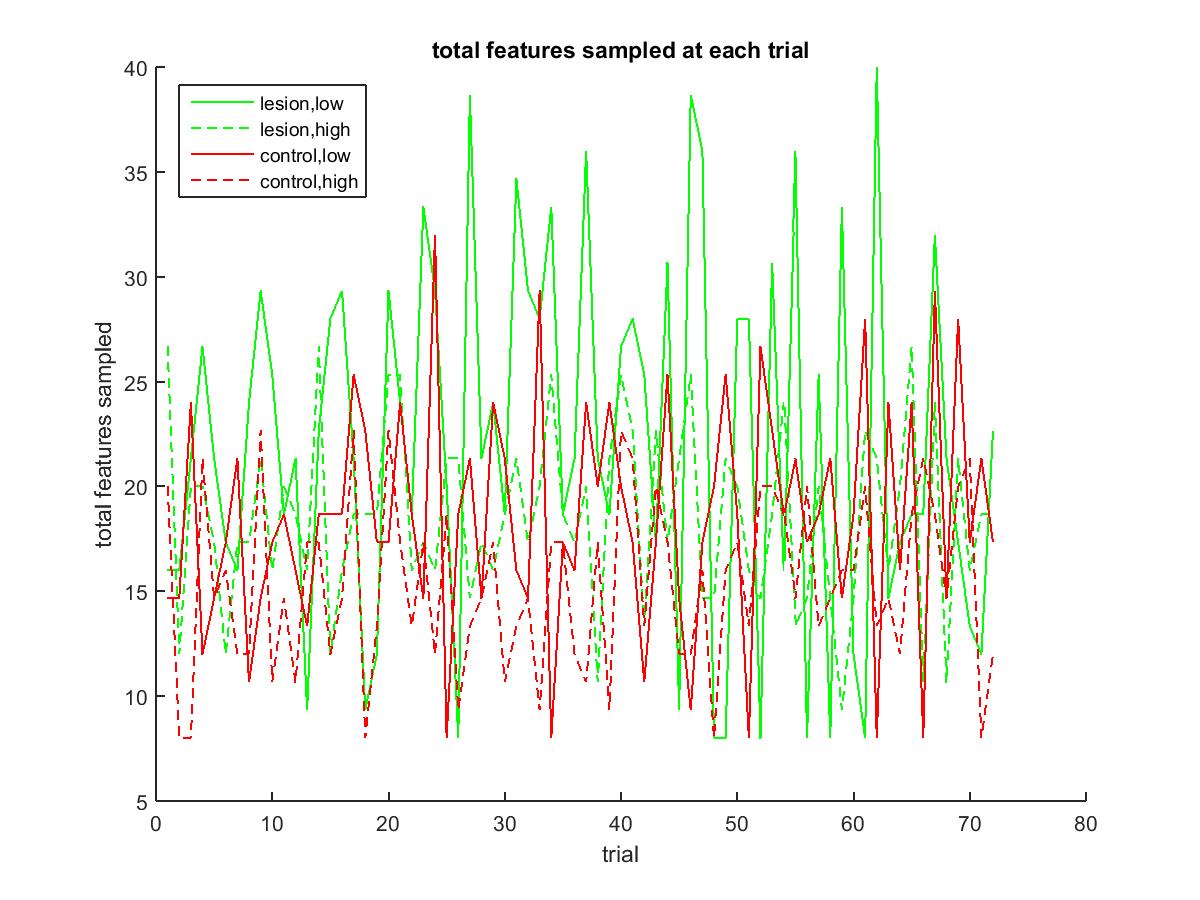 total features sampled at each trial
lesion,low
lesion,high
control,low
control,high
total features sampled
40
35
30
25
20
15
10
5
0 10 20 30 40 50 60 70 80
trial